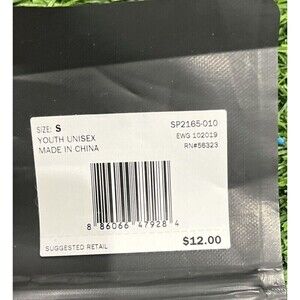 SIZE: S
YOUTH UNISEX
MADE IN CHINA
SP2165-010
EWG 102019
RN#56323
8 86066 47928 4
SUGGESTED RETAIL
$12.00